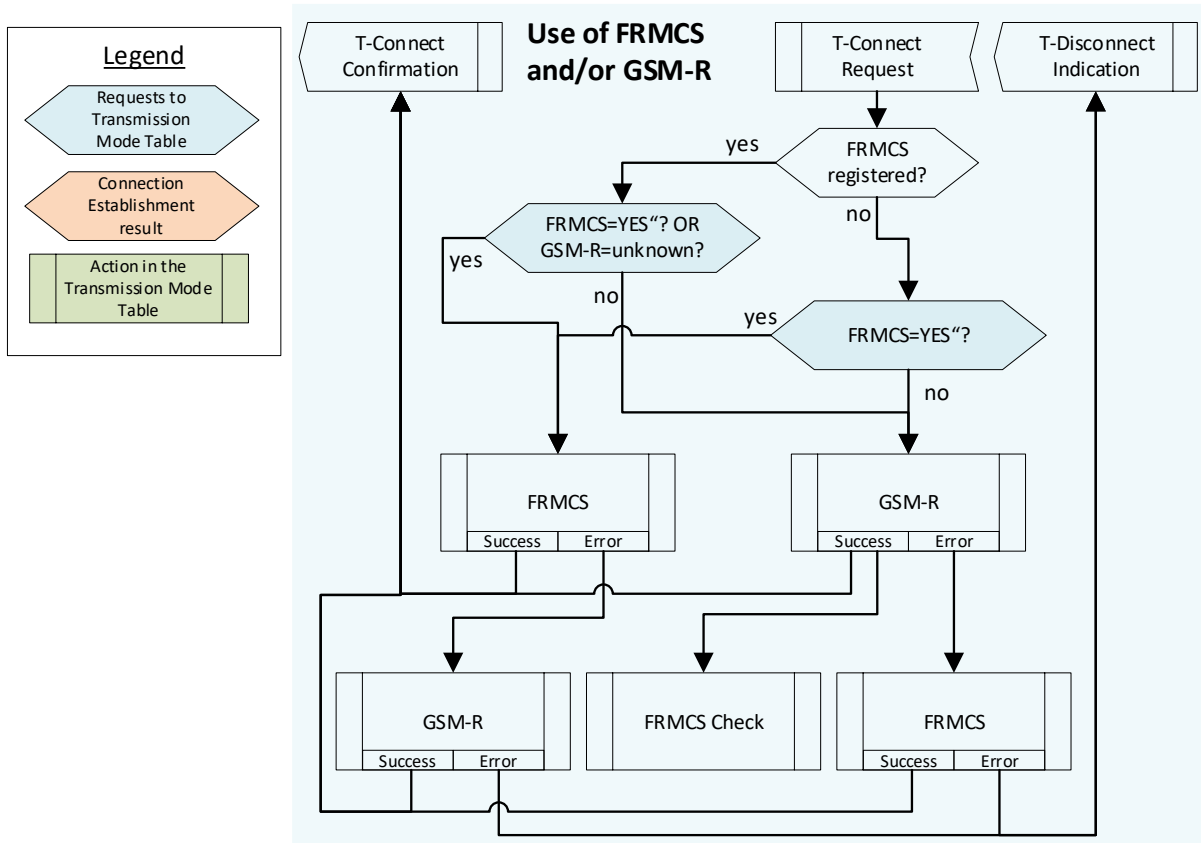 Legend
Requests to
Transmission
Mode Table
Connection
Establishment
result
Action in the
Transmission Mode
Table
T-Connect
Confirmation
Use of FRMCS
and/or GSM-R
T-Connect
Request
T-Disconnect
Indication
yes
FRMCS
registered?
no
FRMCS=YES“? OR
GSM-R=unknown?
yes
no
yes
FRMCS=YES“?
no
FRMCS
Success
Error
GSM-R
Success
Error
GSM-R
Success
Error
FRMCS Check
FRMCS
Success
Error